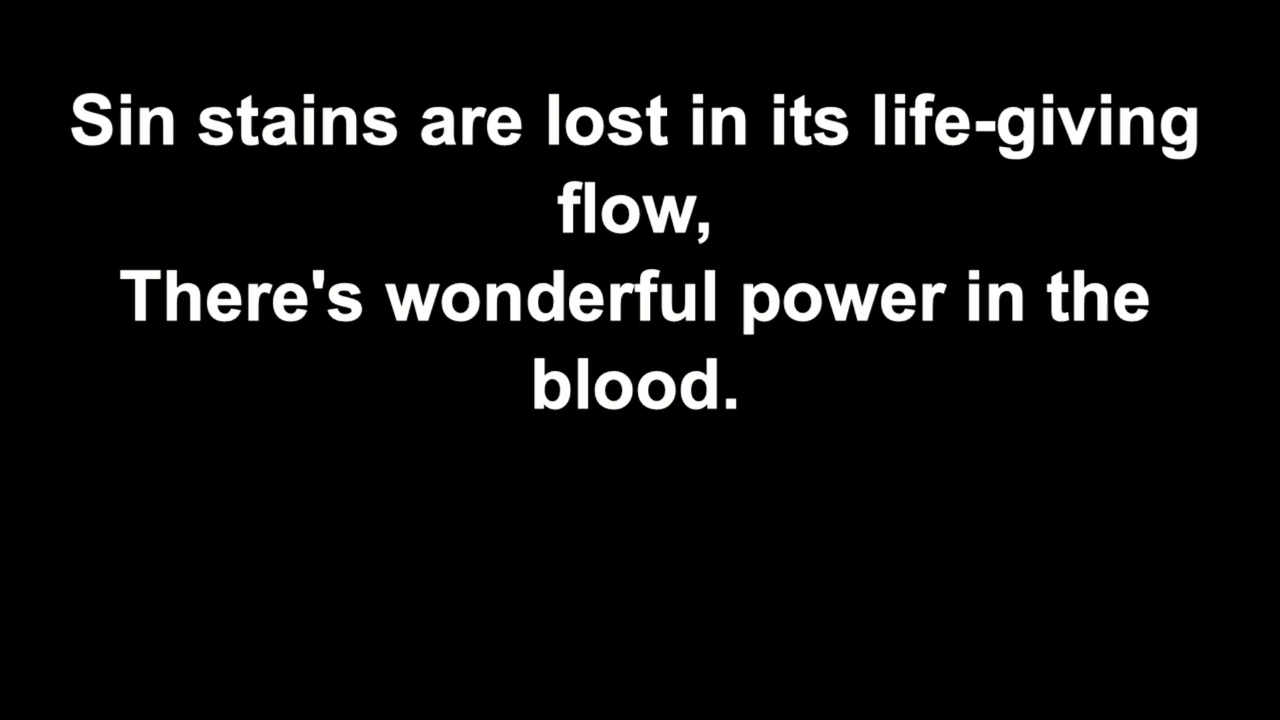 Sin stains are lost in its life-giving
flow,
There's wonderful power in the
blood.